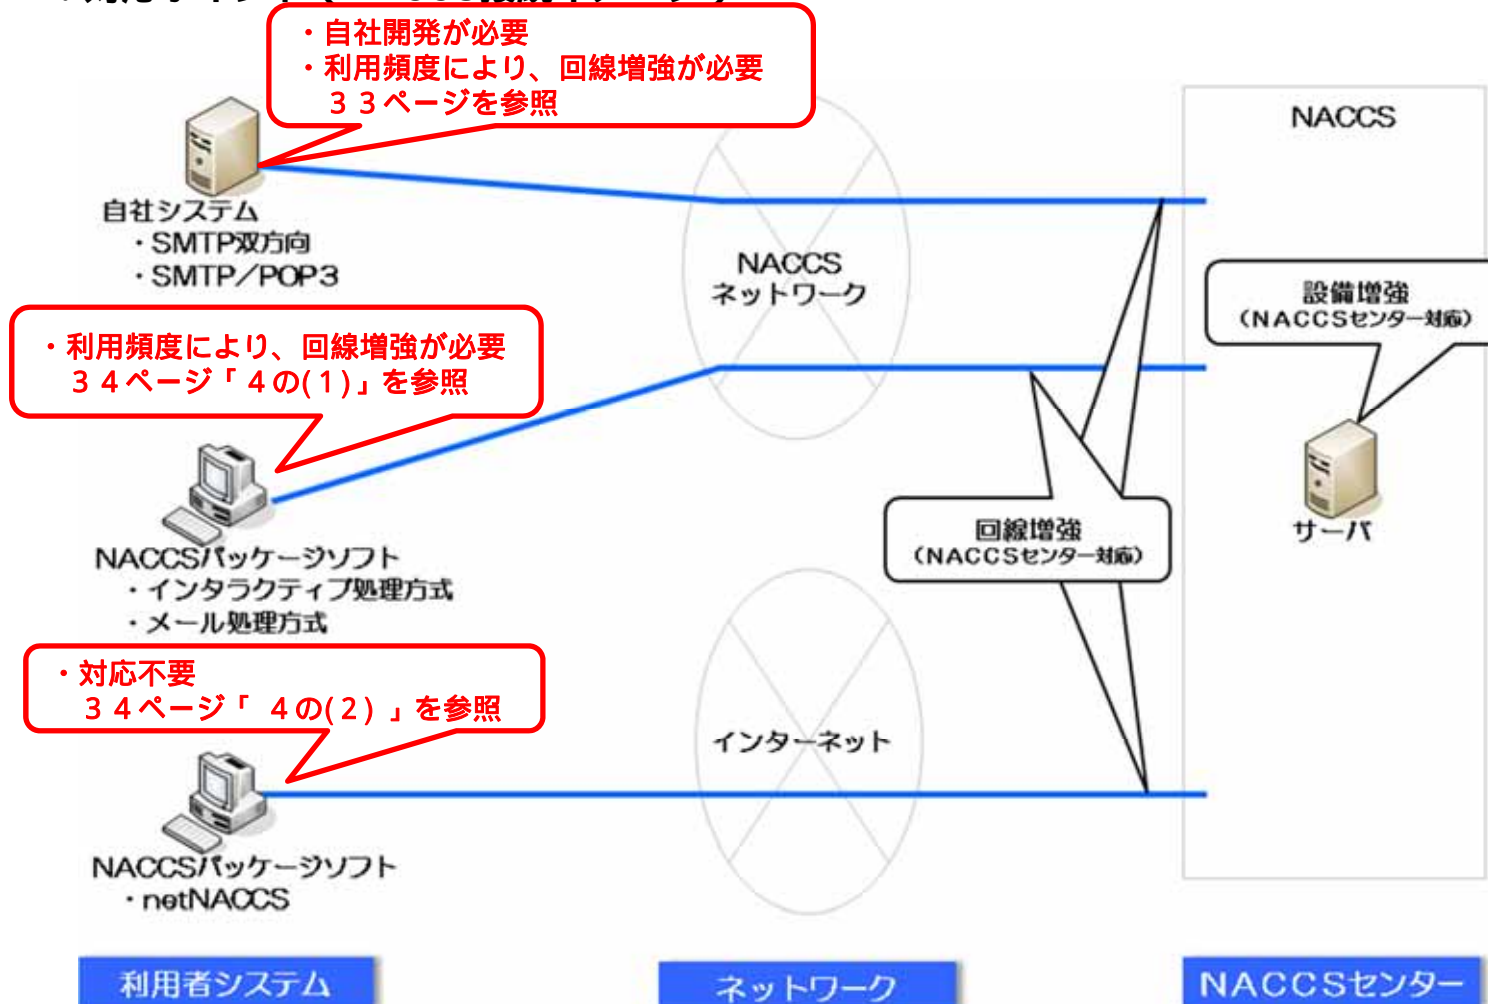 ・自社開発が必要
・利用頻度により、回線増強が必要
３３ページを参照
NACCS
自社システム
・SMTP双方向
・SMTP／POP3
NACCS
ネットワーク
設備増強
（NACCSセンター対応）
・利用頻度により、回線増強が必要
３４ページ「４の(１)」を参照
サーバ
回線増強
（NACCSセンター対応）
NACCSパッケージソフト
・インタラクティブ処理方式
・メール処理方式
・対応不要
３４ページ「 ４の(２) 」を参照
インターネット
NACCSパッケージソフト
・netNACCS
利用者システム
ネットワーク
NACCSセンター